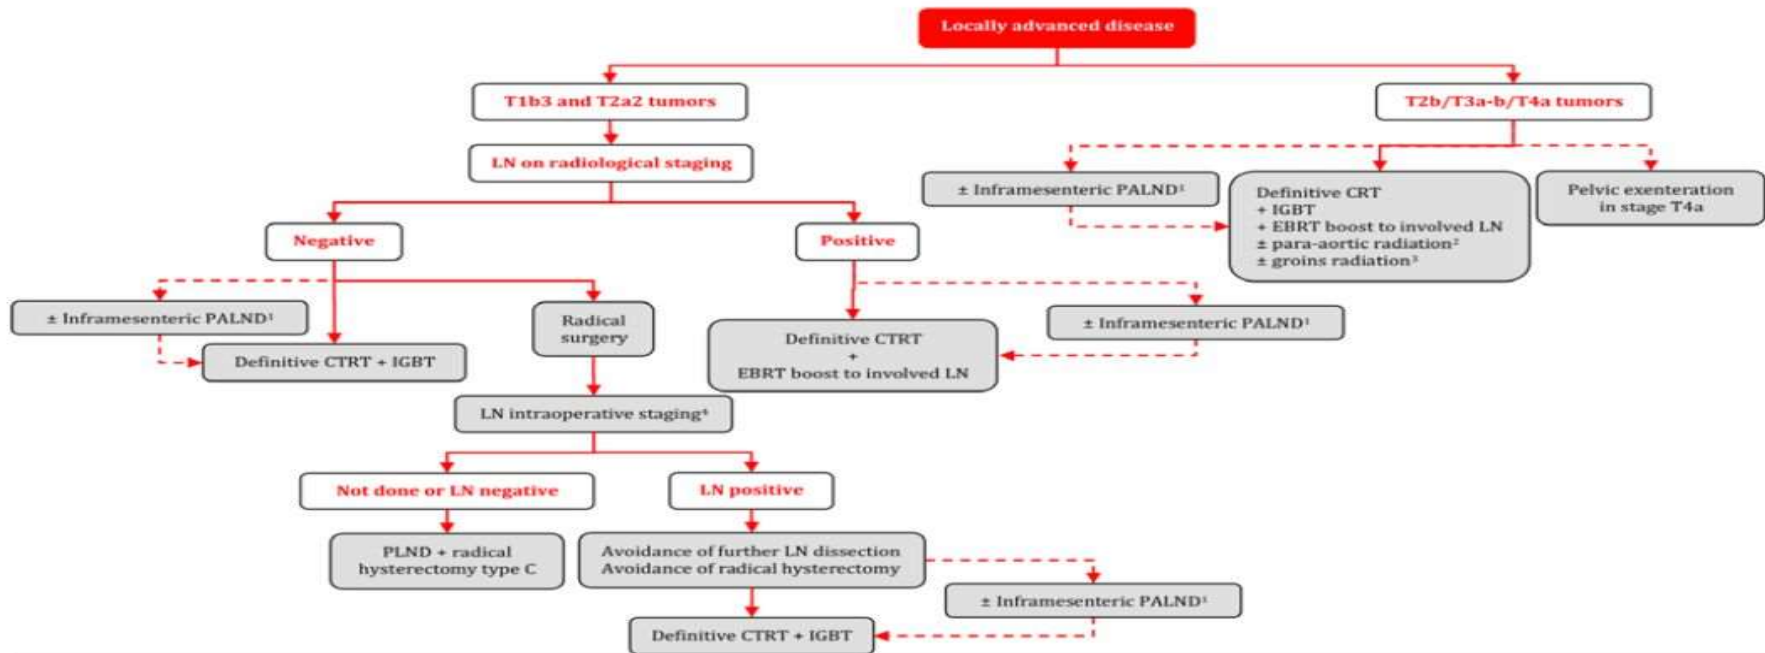 Locally advanced disease
T1b3 and T2a2 tumors
T2b/T3a-b/T4a tumors
LN on radiological staging
± Inframesenteric PALND¹
Definitive CRT
+ IGBT
+ EBRT boost to involved LN
± para-aortic radiation²
± groins radiation³
Pelvic exenteration
in stage T4a
Negative
Positive
± Inframesenteric PALND¹
Definitive CTRT + IGBT
Radical
surgery
Definitive CTRT
+
EBRT boost to involved LN
± Inframesenteric PALND¹
LN intraoperative staging⁴
Not done or LN negative
LN positive
PLND + radical
hysterectomy type C
Avoidance of further LN dissection
Avoidance of radical hysterectomy
± Inframesenteric PALND¹
Definitive CTRT + IGBT